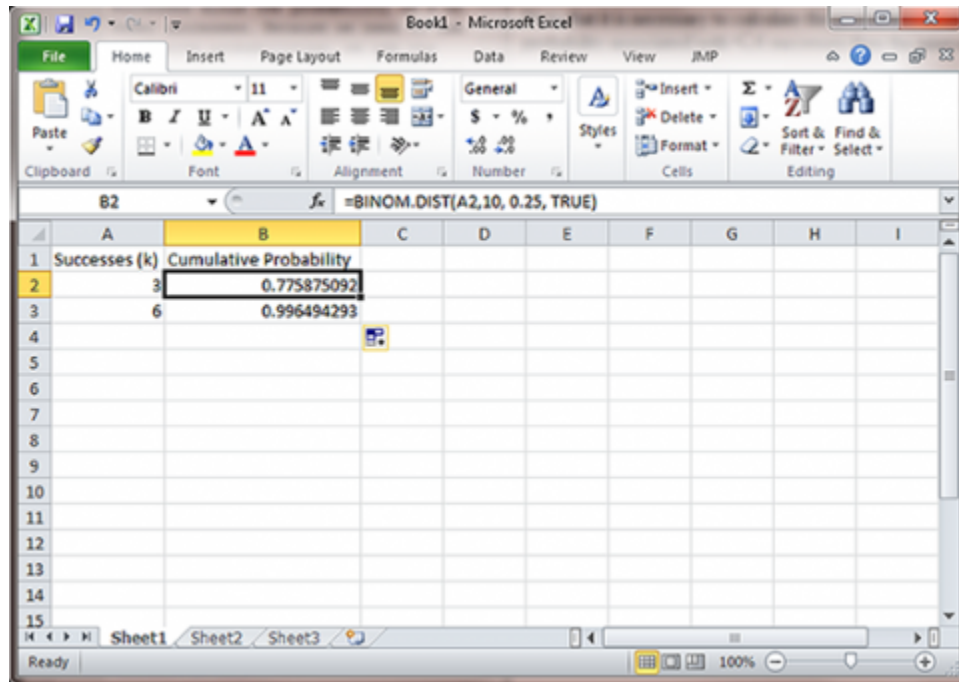 Book1 - Microsoft Excel
File Home Insert Page Layout Formulas Data Review View JMP
Calibri 11 General
Paste B I U A A $ % , Styles Insert Delete Format Σ Sort & Filter Find & Select
Clipboard Font Alignment Number Cells Editing
B2 fx =BINOM.DIST(A2,10, 0.25, TRUE)
A B C D E F G H I
1 Successes (k) Cumulative Probability
2 3 0.775875092
3 6 0.996494293
4
5
6
7
8
9
10
11
12
13
14
15
Sheet1 Sheet2 Sheet3
Ready 100%